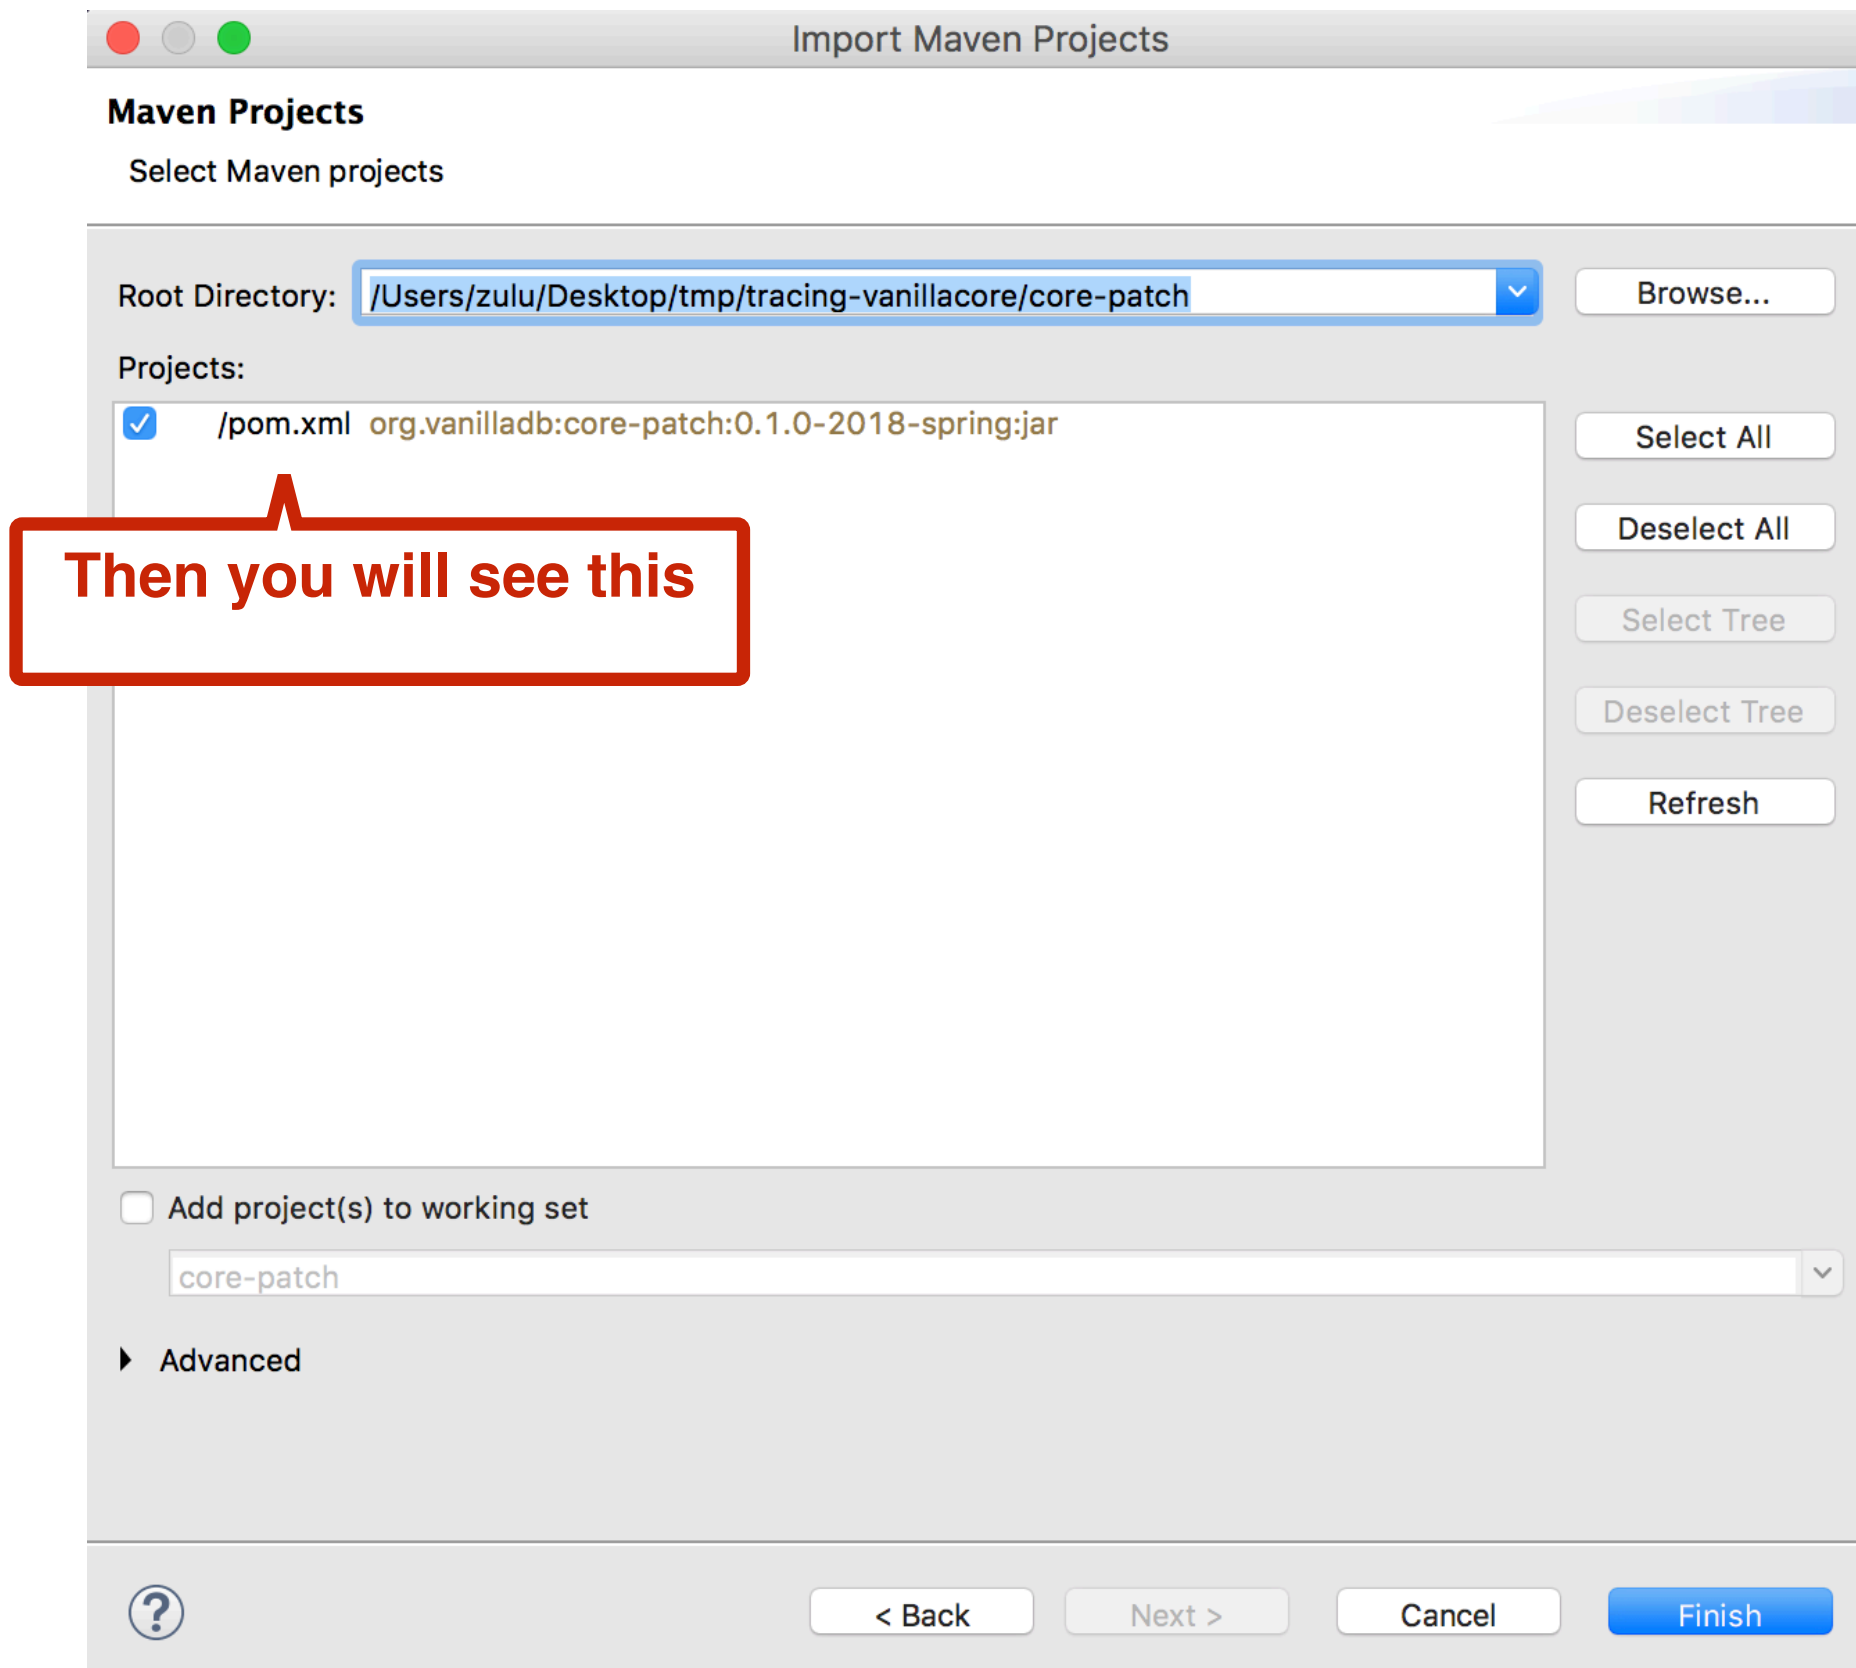 Import Maven Projects
Maven Projects
Select Maven projects
Root Directory: /Users/zulu/Desktop/tmp/tracing-vanillacore/core-patch Browse...
Projects:
/pom.xml org.vanilladb:core-patch:0.1.0-2018-spring:jar
Select All
Deselect All
Then you will see this
Select Tree
Deselect Tree
Refresh
Add project(s) to working set
core-patch
Advanced
? < Back Next > Cancel Finish